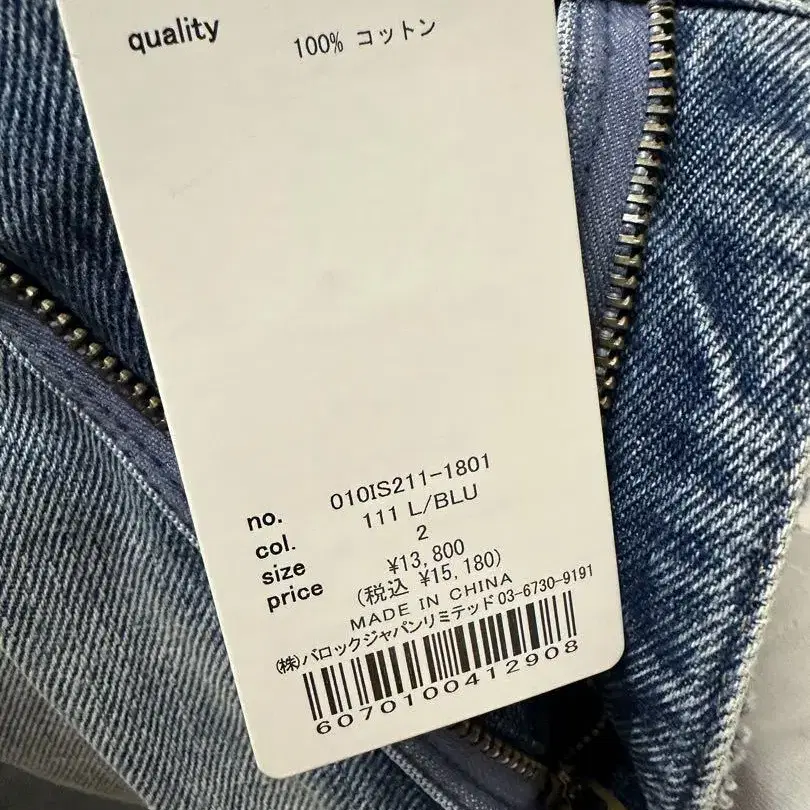 quality 100% コットン
no. 010IS211-1801
col. 111 L/BLU
size 2
price ¥13,800
(税込 ¥15,180)
MADE IN CHINA
(株)バロックジャパンリミテッド 03-6730-9191
6070100412908